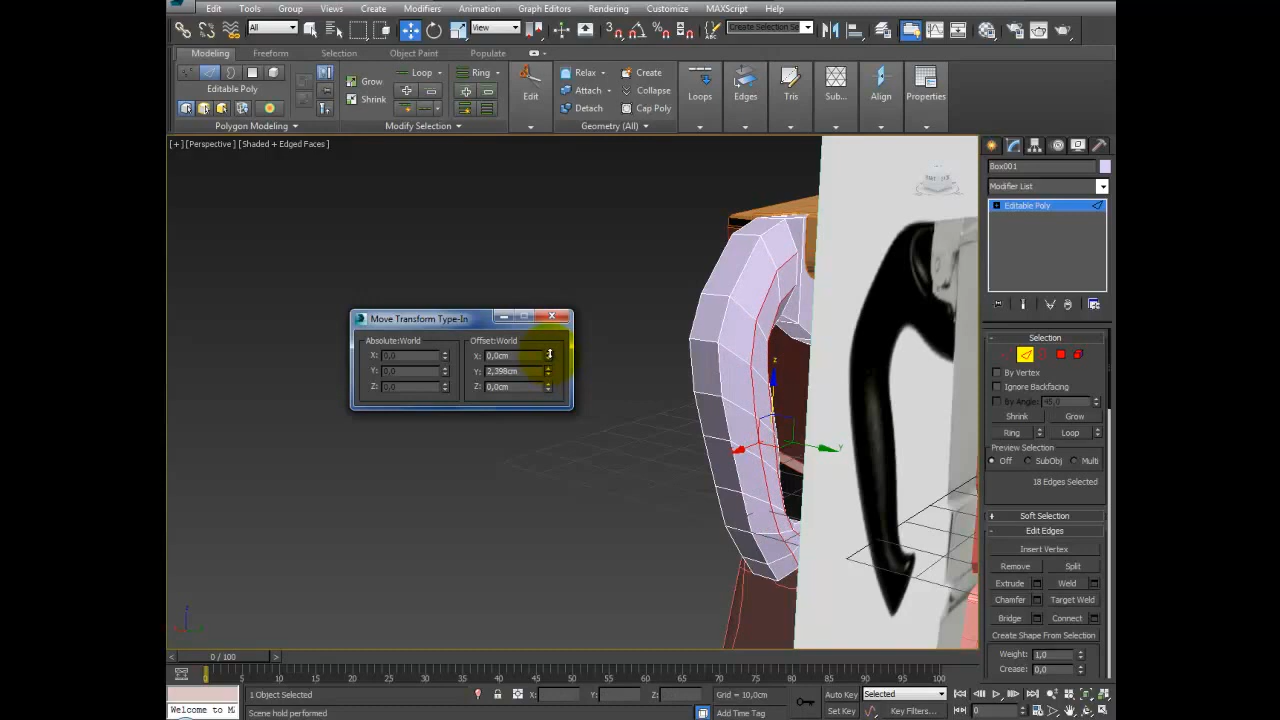 Edit Tools Group Views Create Modifiers Animation Graph Editors Rendering Customize MAXScript Help
All View Create Selection Se
Modeling Freeform Selection Object Paint Populate
Grow Loop Ring Relax Create
Shrink Attach Collapse
Editable Poly Edit Detach Cap Poly Loops Edges Tris Sub... Align Properties
Polygon Modeling Modify Selection Geometry (All)
[ + ] [ Perspective ] [ Shaded + Edged Faces ]
Box001
Modifier List
Editable Poly
Move Transform Type-In
Absolute:World Offset:World
X: 0,0 X: 0,0cm
Y: 0,0 Y: 2,398cm
Z: 0,0 Z: 0,0cm
z
y
Selection
By Vertex
Ignore Backfacing
By Angle: 45,0
Shrink Grow
Ring Loop
Preview Selection
Off SubObj Multi
18 Edges Selected
Soft Selection
Edit Edges
Insert Vertex
Remove Split
Extrude Weld
Chamfer Target Weld
Bridge Connect
Create Shape From Selection
Weight: 1,0
Crease: 0,0
0 / 100
0 5 10 15 20 25 30 35 40 45 50 55 60 65 70 75 80 85 90 95 100
1 Object Selected X: Y: Z: Grid = 10,0cm Auto Key Selected
Welcome to M Scene hold performed Add Time Tag Set Key Key Filters... 0